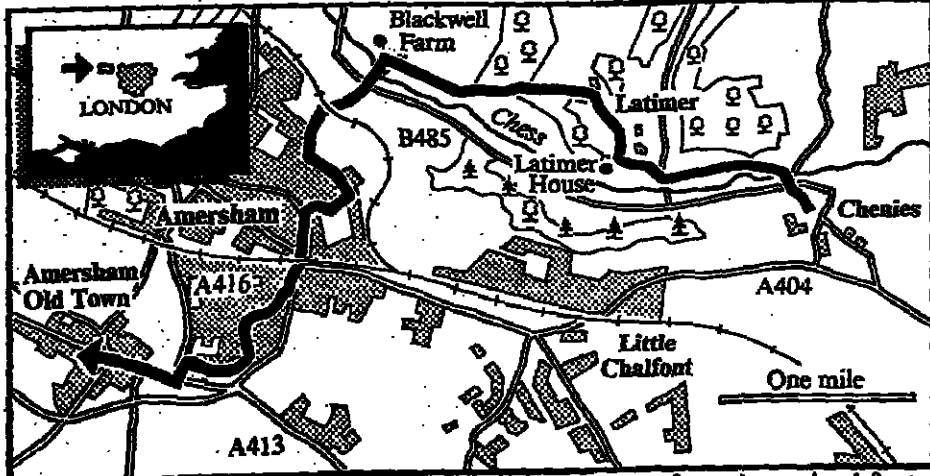 Blackwell
Farm
LONDON
Latimer
Chess
B485
Latimer
House
Chenies
Amersham
Amersham
Old Town
A416
A404
Little
Chalfont
One mile
A413